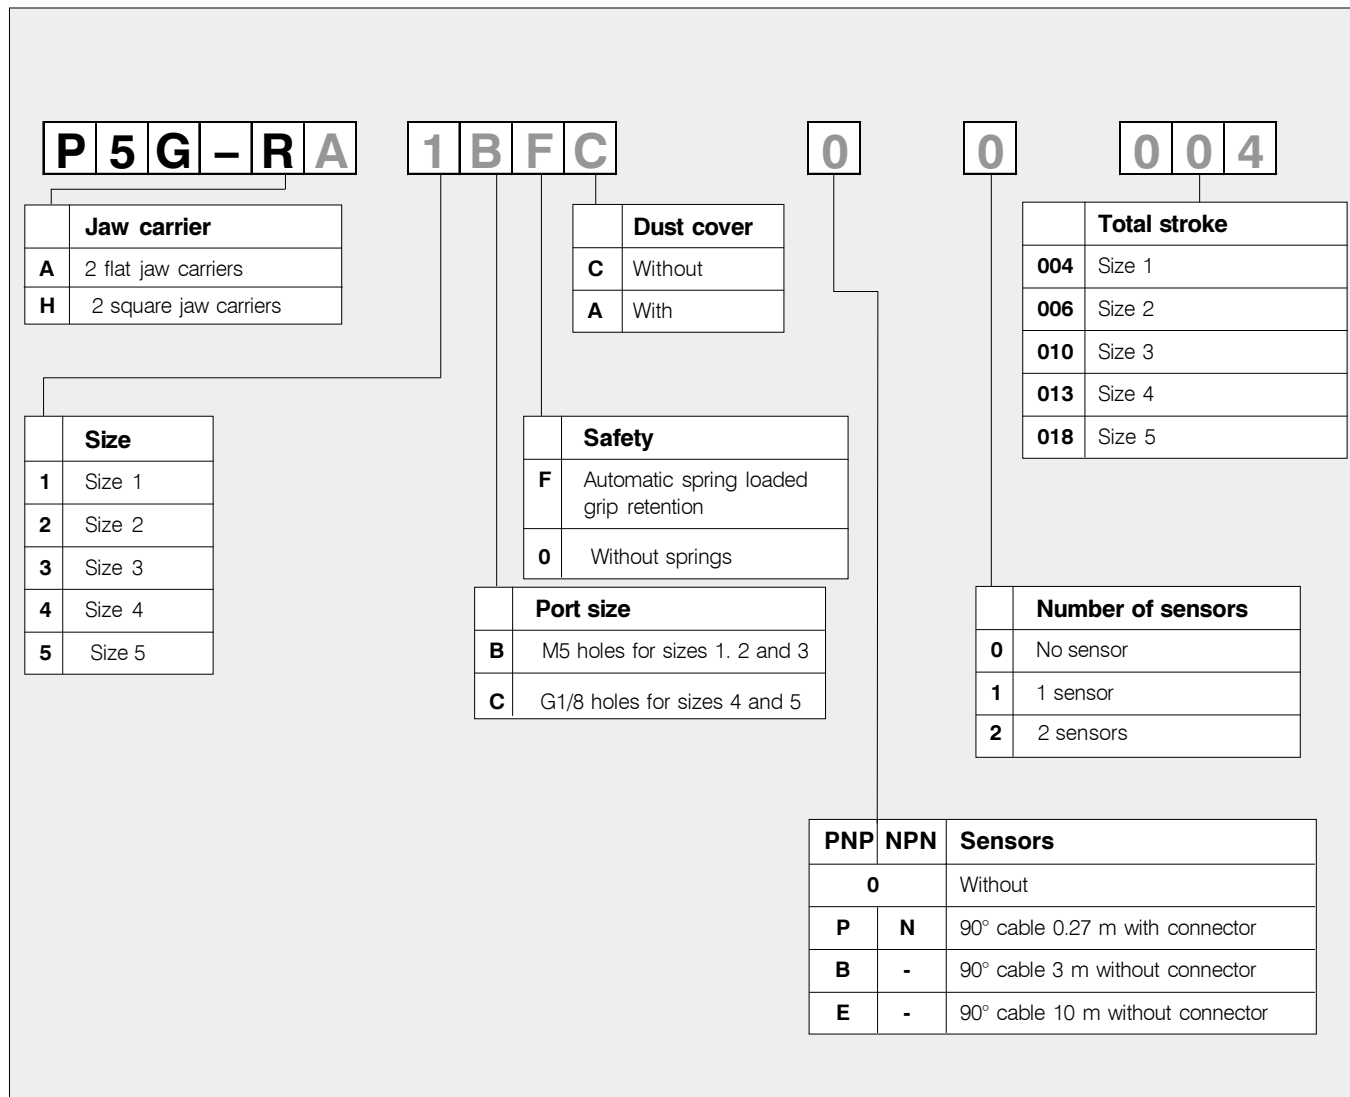 P5G–RA 1BFC 0 0 004
Jaw carrier
A 2 flat jaw carriers
H 2 square jaw carriers
Dust cover
C Without
A With
Total stroke
004 Size 1
006 Size 2
010 Size 3
013 Size 4
018 Size 5
Size
1 Size 1
2 Size 2
3 Size 3
4 Size 4
5 Size 5
Safety
F Automatic spring loaded
grip retention
0 Without springs
Port size
B M5 holes for sizes 1. 2 and 3
C G1/8 holes for sizes 4 and 5
Number of sensors
0 No sensor
1 1 sensor
2 2 sensors
PNP NPN Sensors
0 Without
P N 90° cable 0.27 m with connector
B - 90° cable 3 m without connector
E - 90° cable 10 m without connector